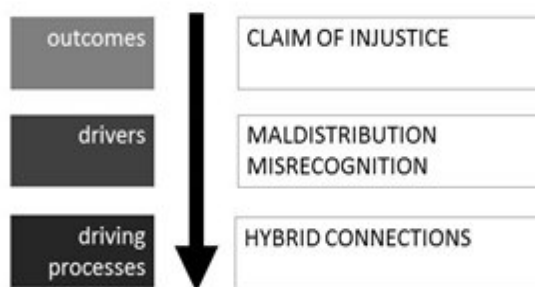 outcomes
CLAIM OF INJUSTICE
drivers
MALDISTRIBUTION
MISRECOGNITION
driving
processes
HYBRID CONNECTIONS